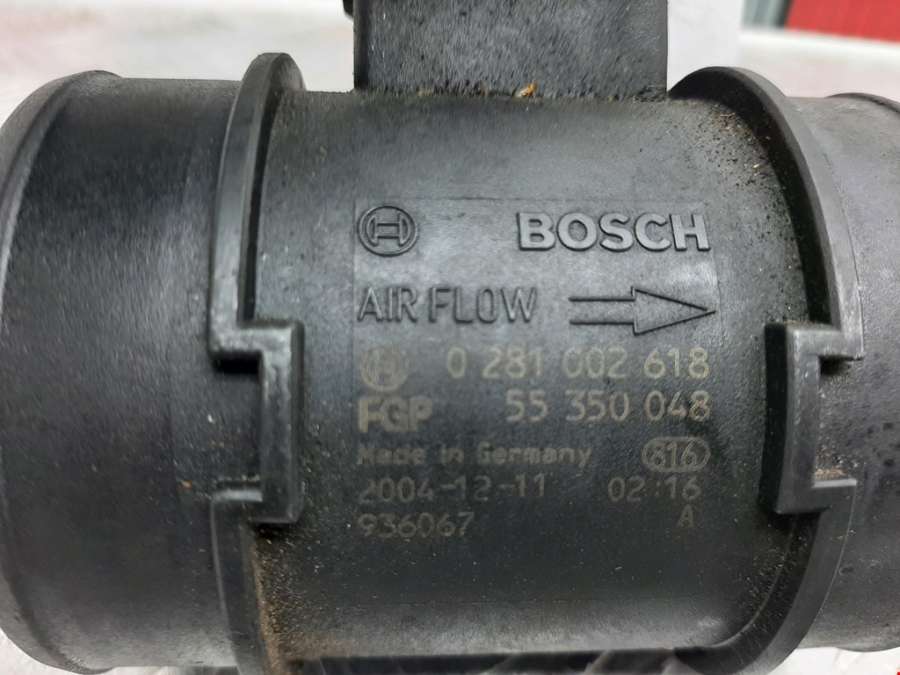 BOSCH
AIR FLOW
0 281 002 618
FGP 55 350 048
Made in Germany 816
2004-12-11 02:16
936067 A